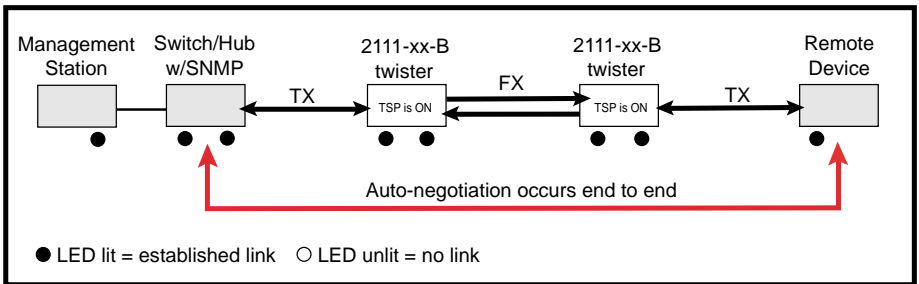 Management
Station
Switch/Hub
w/SNMP
2111-xx-B
twister
2111-xx-B
twister
Remote
Device
TX
TSP is ON
FX
TSP is ON
TX
Auto-negotiation occurs end to end
LED lit = established link
LED unlit = no link